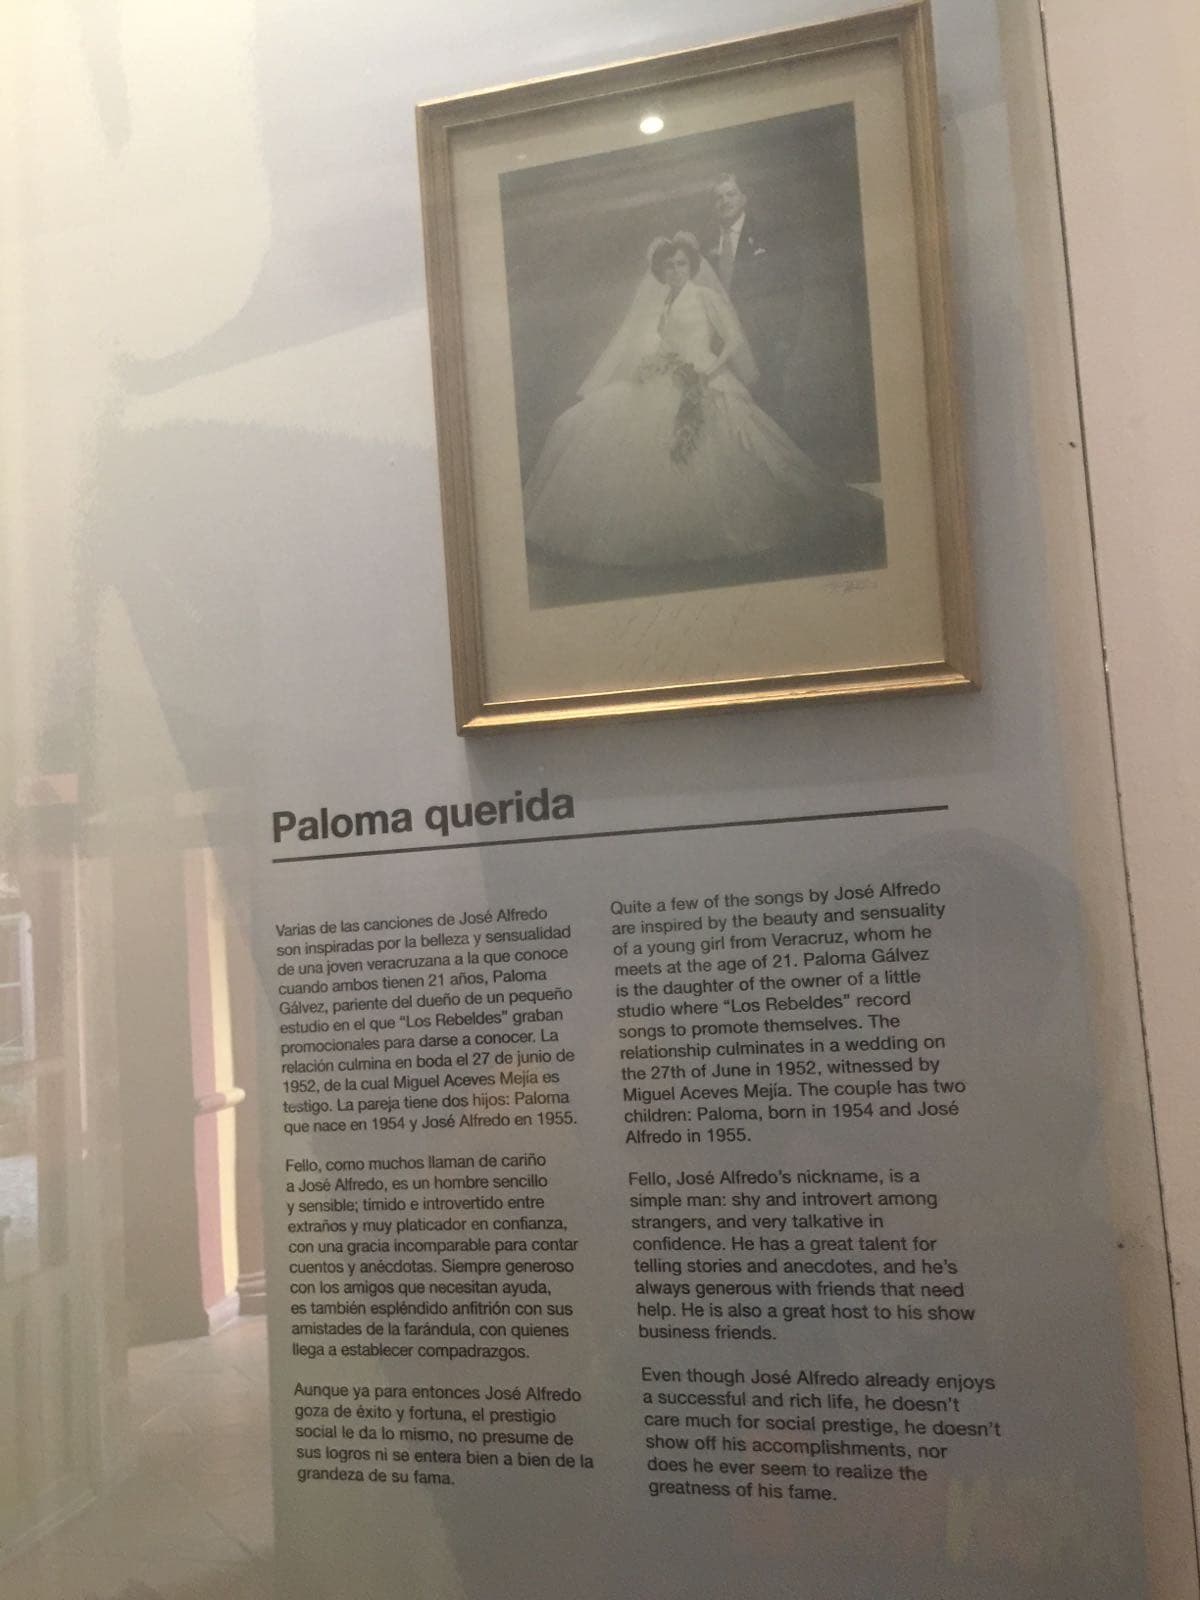 Paloma querida
Varias de las canciones de José Alfredo
son inspiradas por la belleza y sensualidad
de una joven veracruzana a la que conoce
cuando ambos tienen 21 años, Paloma
Gálvez, pariente del dueño de un pequeño
estudio en el que “Los Rebeldes” graban
promocionales para darse a conocer. La
relación culmina en boda el 27 de junio de
1952, de la cual Miguel Aceves Mejía es
testigo. La pareja tiene dos hijos: Paloma
que nace en 1954 y José Alfredo en 1955.
Fello, como muchos llaman de cariño
a José Alfredo, es un hombre sencillo
y sensible; tímido e introvertido entre
extraños y muy platicador en confianza,
con una gracia incomparable para contar
cuentos y anécdotas. Siempre generoso
con los amigos que necesitan ayuda,
es también espléndido anfitrión con sus
amistades de la farándula, con quienes
llega a establecer compadrazgos.
Aunque ya para entonces José Alfredo
goza de éxito y fortuna, el prestigio
social le da lo mismo, no presume de
sus logros ni se entera bien a bien de la
grandeza de su fama.
Quite a few of the songs by José Alfredo
are inspired by the beauty and sensuality
of a young girl from Veracruz, whom he
meets at the age of 21. Paloma Gálvez
is the daughter of the owner of a little
studio where “Los Rebeldes” record
songs to promote themselves. The
relationship culminates in a wedding on
the 27th of June in 1952, witnessed by
Miguel Aceves Mejía. The couple has two
children: Paloma, born in 1954 and José
Alfredo in 1955.
Fello, José Alfredo’s nickname, is a
simple man: shy and introvert among
strangers, and very talkative in
confidence. He has a great talent for
telling stories and anecdotes, and he’s
always generous with friends that need
help. He is also a great host to his show
business friends.
Even though José Alfredo already enjoys
a successful and rich life, he doesn’t
care much for social prestige, he doesn’t
show off his accomplishments, nor
does he ever seem to realize the
greatness of his fame.